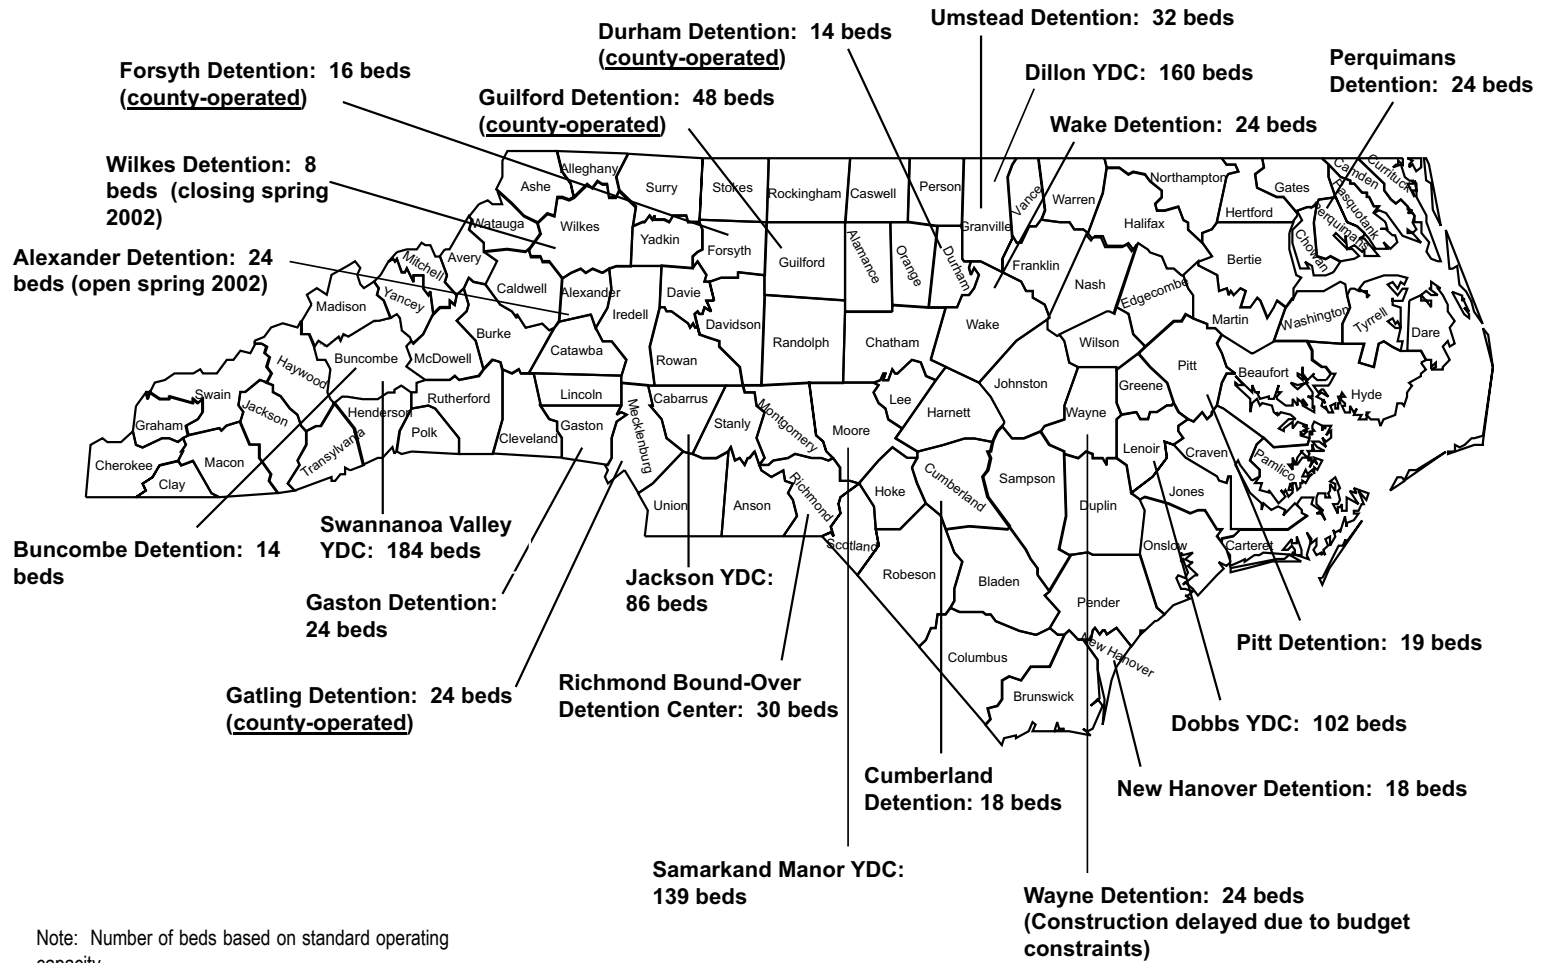 Umstead Detention: 32 beds
Durham Detention: 14 beds
(county-operated)
Perquimans
Detention: 24 beds
Forsyth Detention: 16 beds
(county-operated)
Dillon YDC: 160 beds
Guilford Detention: 48 beds
(county-operated)
Wake Detention: 24 beds
Wilkes Detention: 8
beds (closing spring
2002)
Alexander Detention: 24
beds (open spring 2002)
Alleghany
Ashe
Surry
Stokes
Rockingham
Caswell
Person
Vance
Warren
Northampton
Gates
Camden
Currituck
Pasquotank
Perquimans
Hertford
Halifax
Granville
Watauga
Wilkes
Yadkin
Forsyth
Guilford
Alamance
Orange
Durham
Franklin
Nash
Edgecombe
Bertie
Chowan
Mitchell
Avery
Caldwell
Alexander
Davie
Iredell
Davidson
Madison
Yancey
Burke
Wake
Martin
Washington
Tyrrell
Dare
Buncombe
McDowell
Catawba
Rowan
Randolph
Chatham
Wilson
Haywood
Johnston
Greene
Pitt
Beaufort
Hyde
Swain
Jackson
Henderson
Rutherford
Lincoln
Cabarrus
Lee
Harnett
Wayne
Graham
Polk
Cleveland
Gaston
Mecklenburg
Stanly
Montgomery
Moore
Lenoir
Craven
Pamlico
Cherokee
Macon
Clay
Transylvania
Union
Anson
Richmond
Hoke
Cumberland
Sampson
Duplin
Jones
Scotland
Onslow
Carteret
Robeson
Bladen
Pender
Columbus
New Hanover
Brunswick
Buncombe Detention: 14
beds
Swannanoa Valley
YDC: 184 beds
Gaston Detention:
24 beds
Jackson YDC:
86 beds
Pitt Detention: 19 beds
Gatling Detention: 24 beds
(county-operated)
Richmond Bound-Over
Detention Center: 30 beds
Dobbs YDC: 102 beds
Cumberland
Detention: 18 beds
New Hanover Detention: 18 beds
Samarkand Manor YDC:
139 beds
Wayne Detention: 24 beds
(Construction delayed due to budget
constraints)
Note: Number of beds based on standard operating
capacity